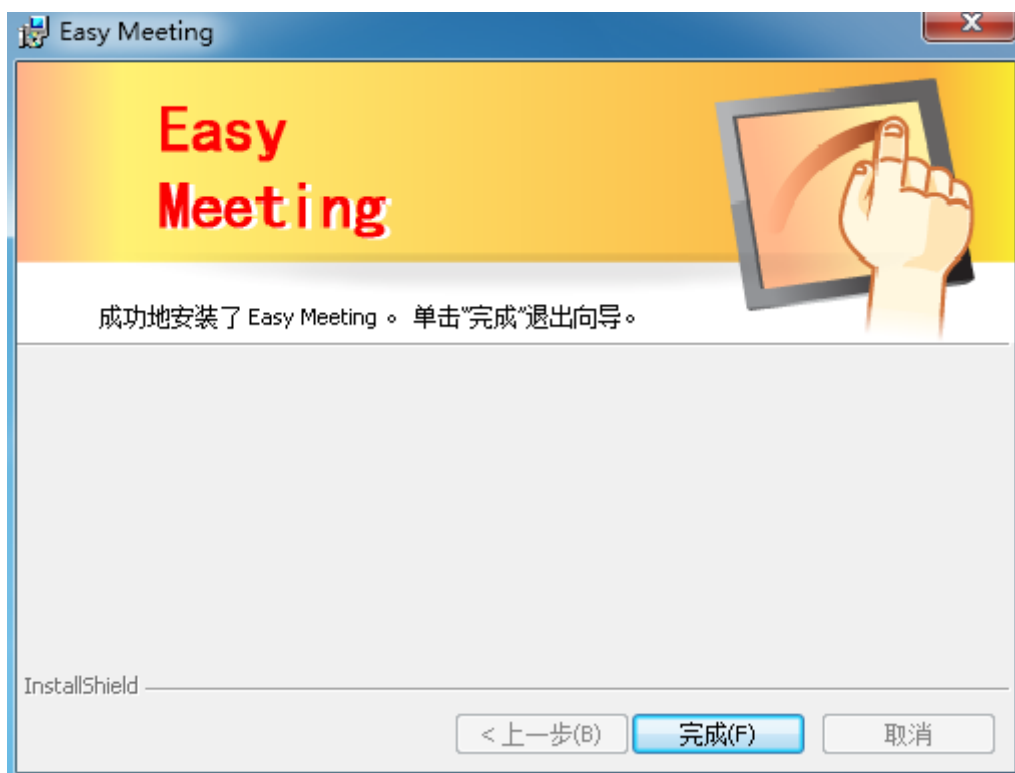 Easy Meeting
Easy
Meeting
成功地安装了 Easy Meeting 。 单击“完成”退出向导。
InstallShield
<上一步(B)
完成(F)
取消